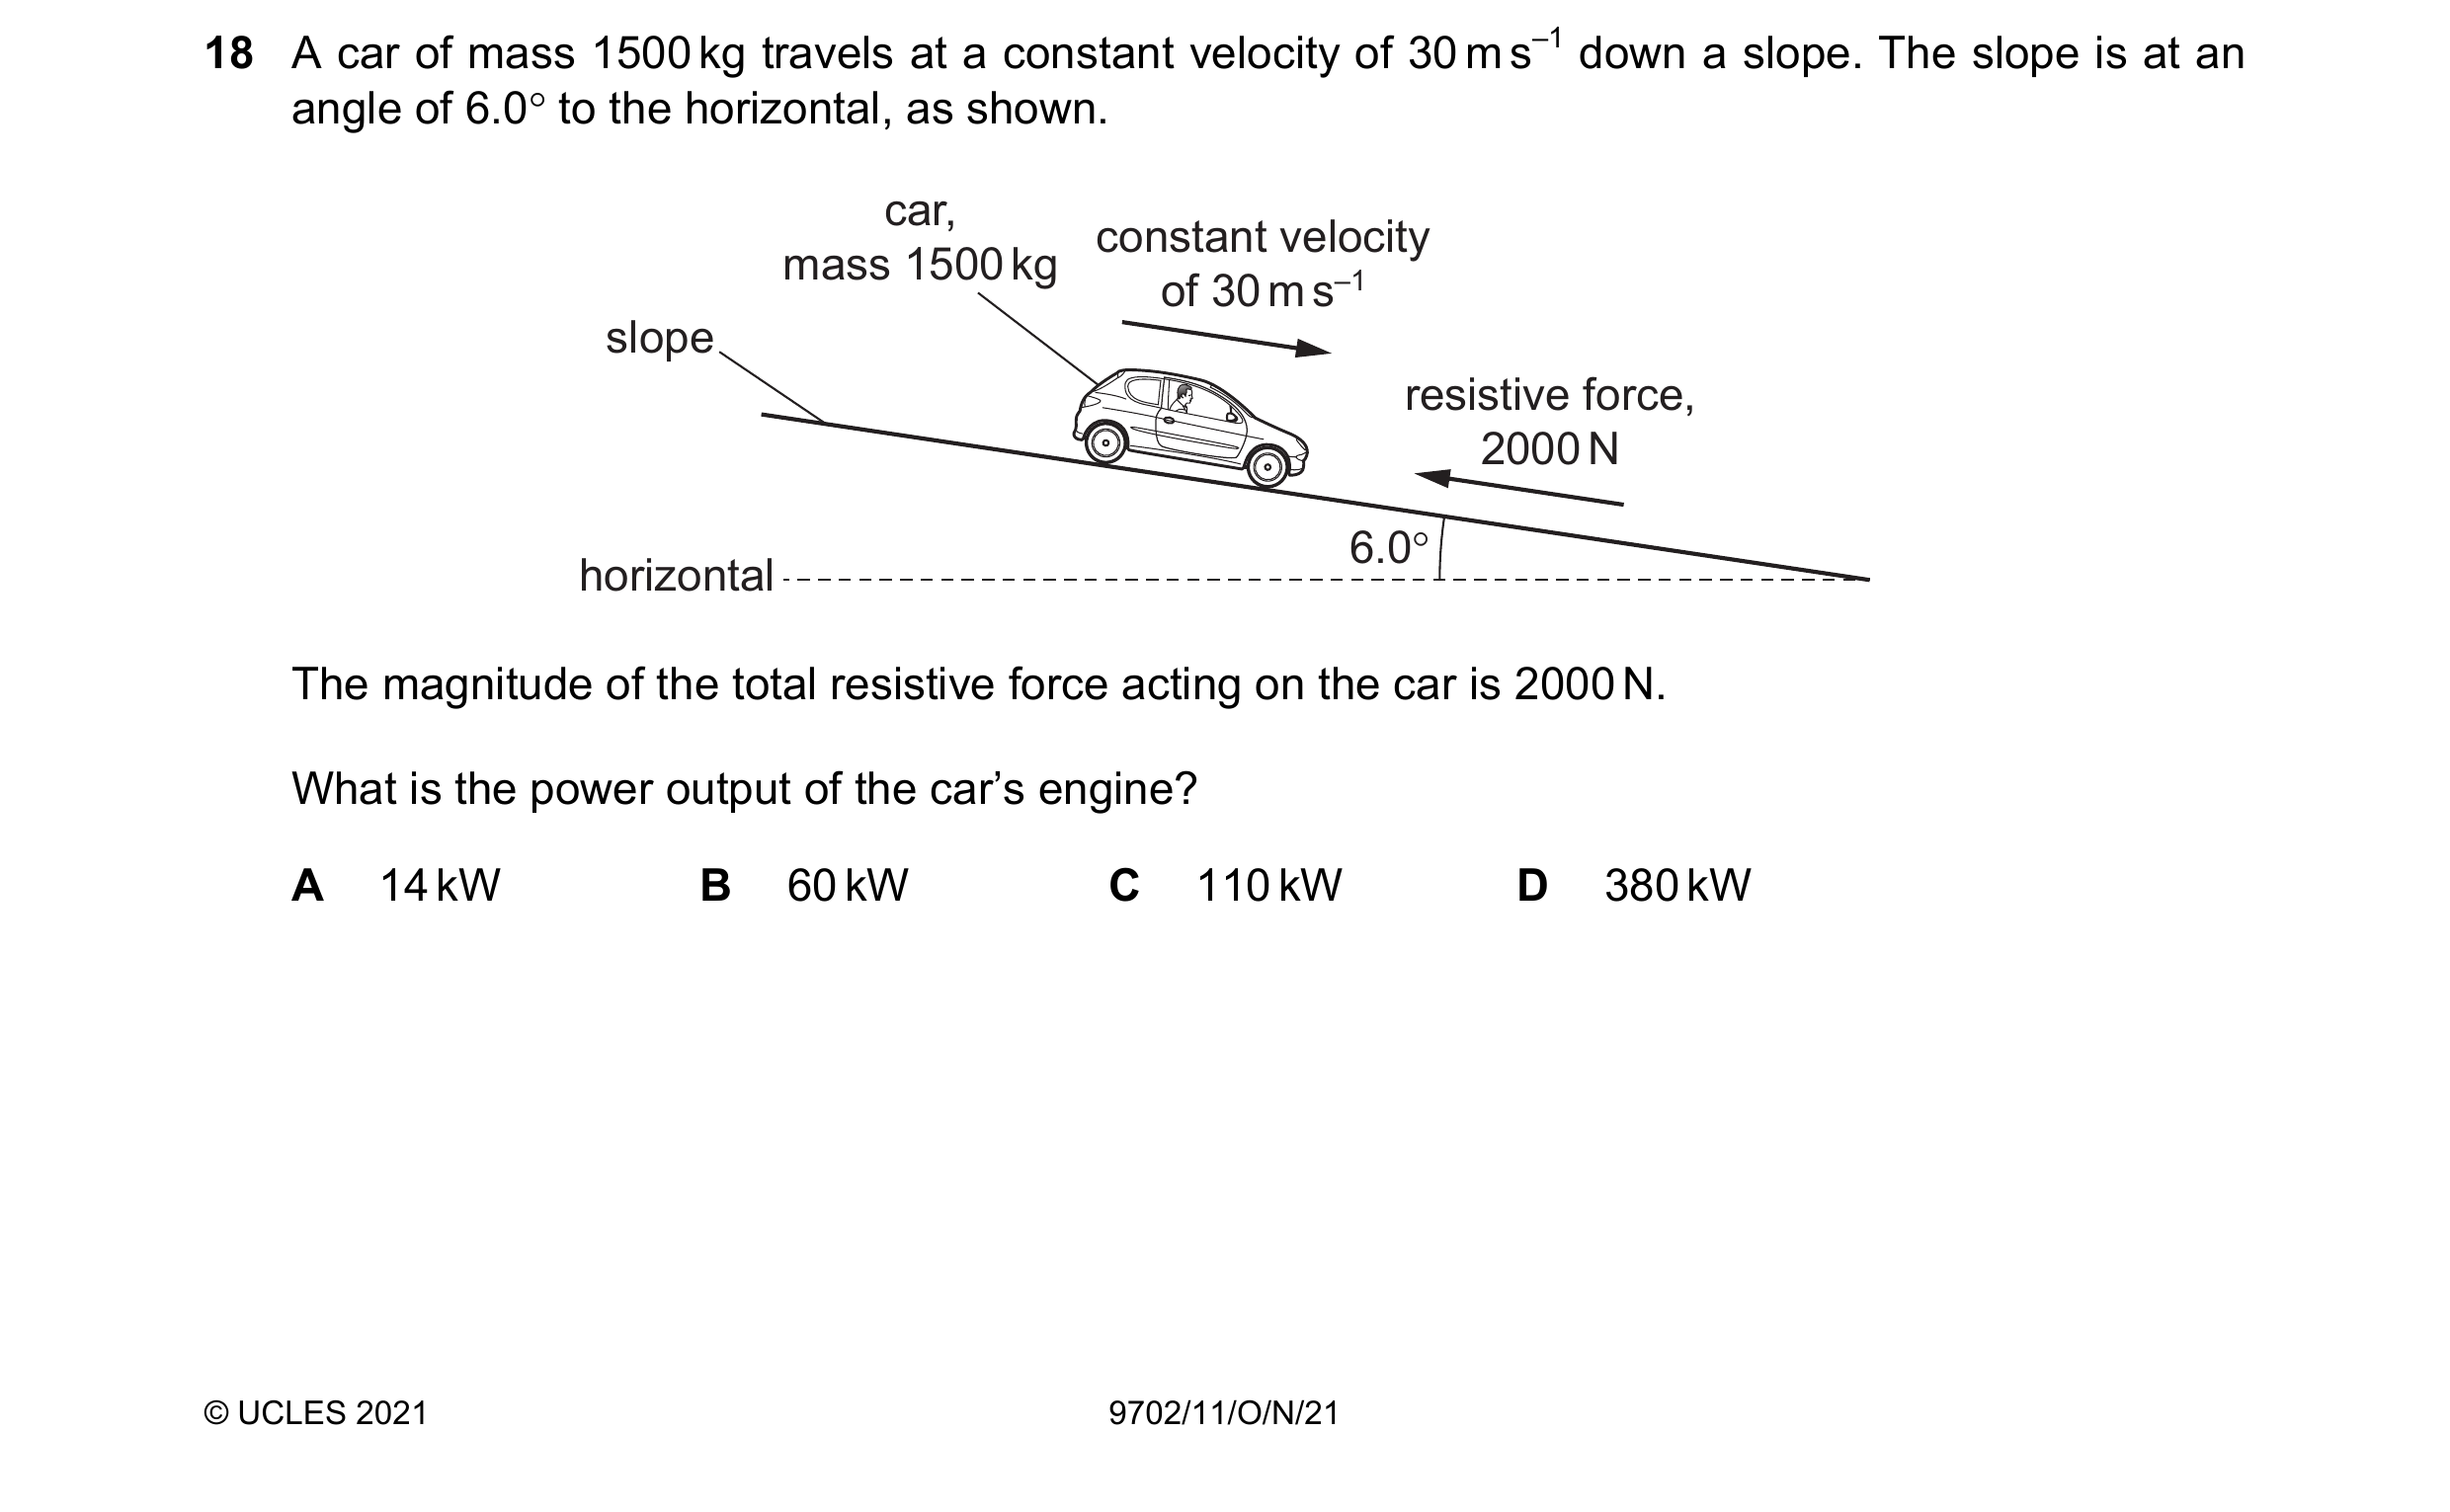 18 A car of mass 1500 kg travels at a constant velocity of 30 m s⁻¹ down a slope. The slope is at an
angle of 6.0° to the horizontal, as shown.
car,
mass 1500 kg
constant velocity
of 30 m s⁻¹
slope
resistive force,
2000 N
6.0°
horizontal
The magnitude of the total resistive force acting on the car is 2000 N.
What is the power output of the car’s engine?
A 14 kW B 60 kW C 110 kW D 380 kW
© UCLES 2021 9702/11/O/N/21